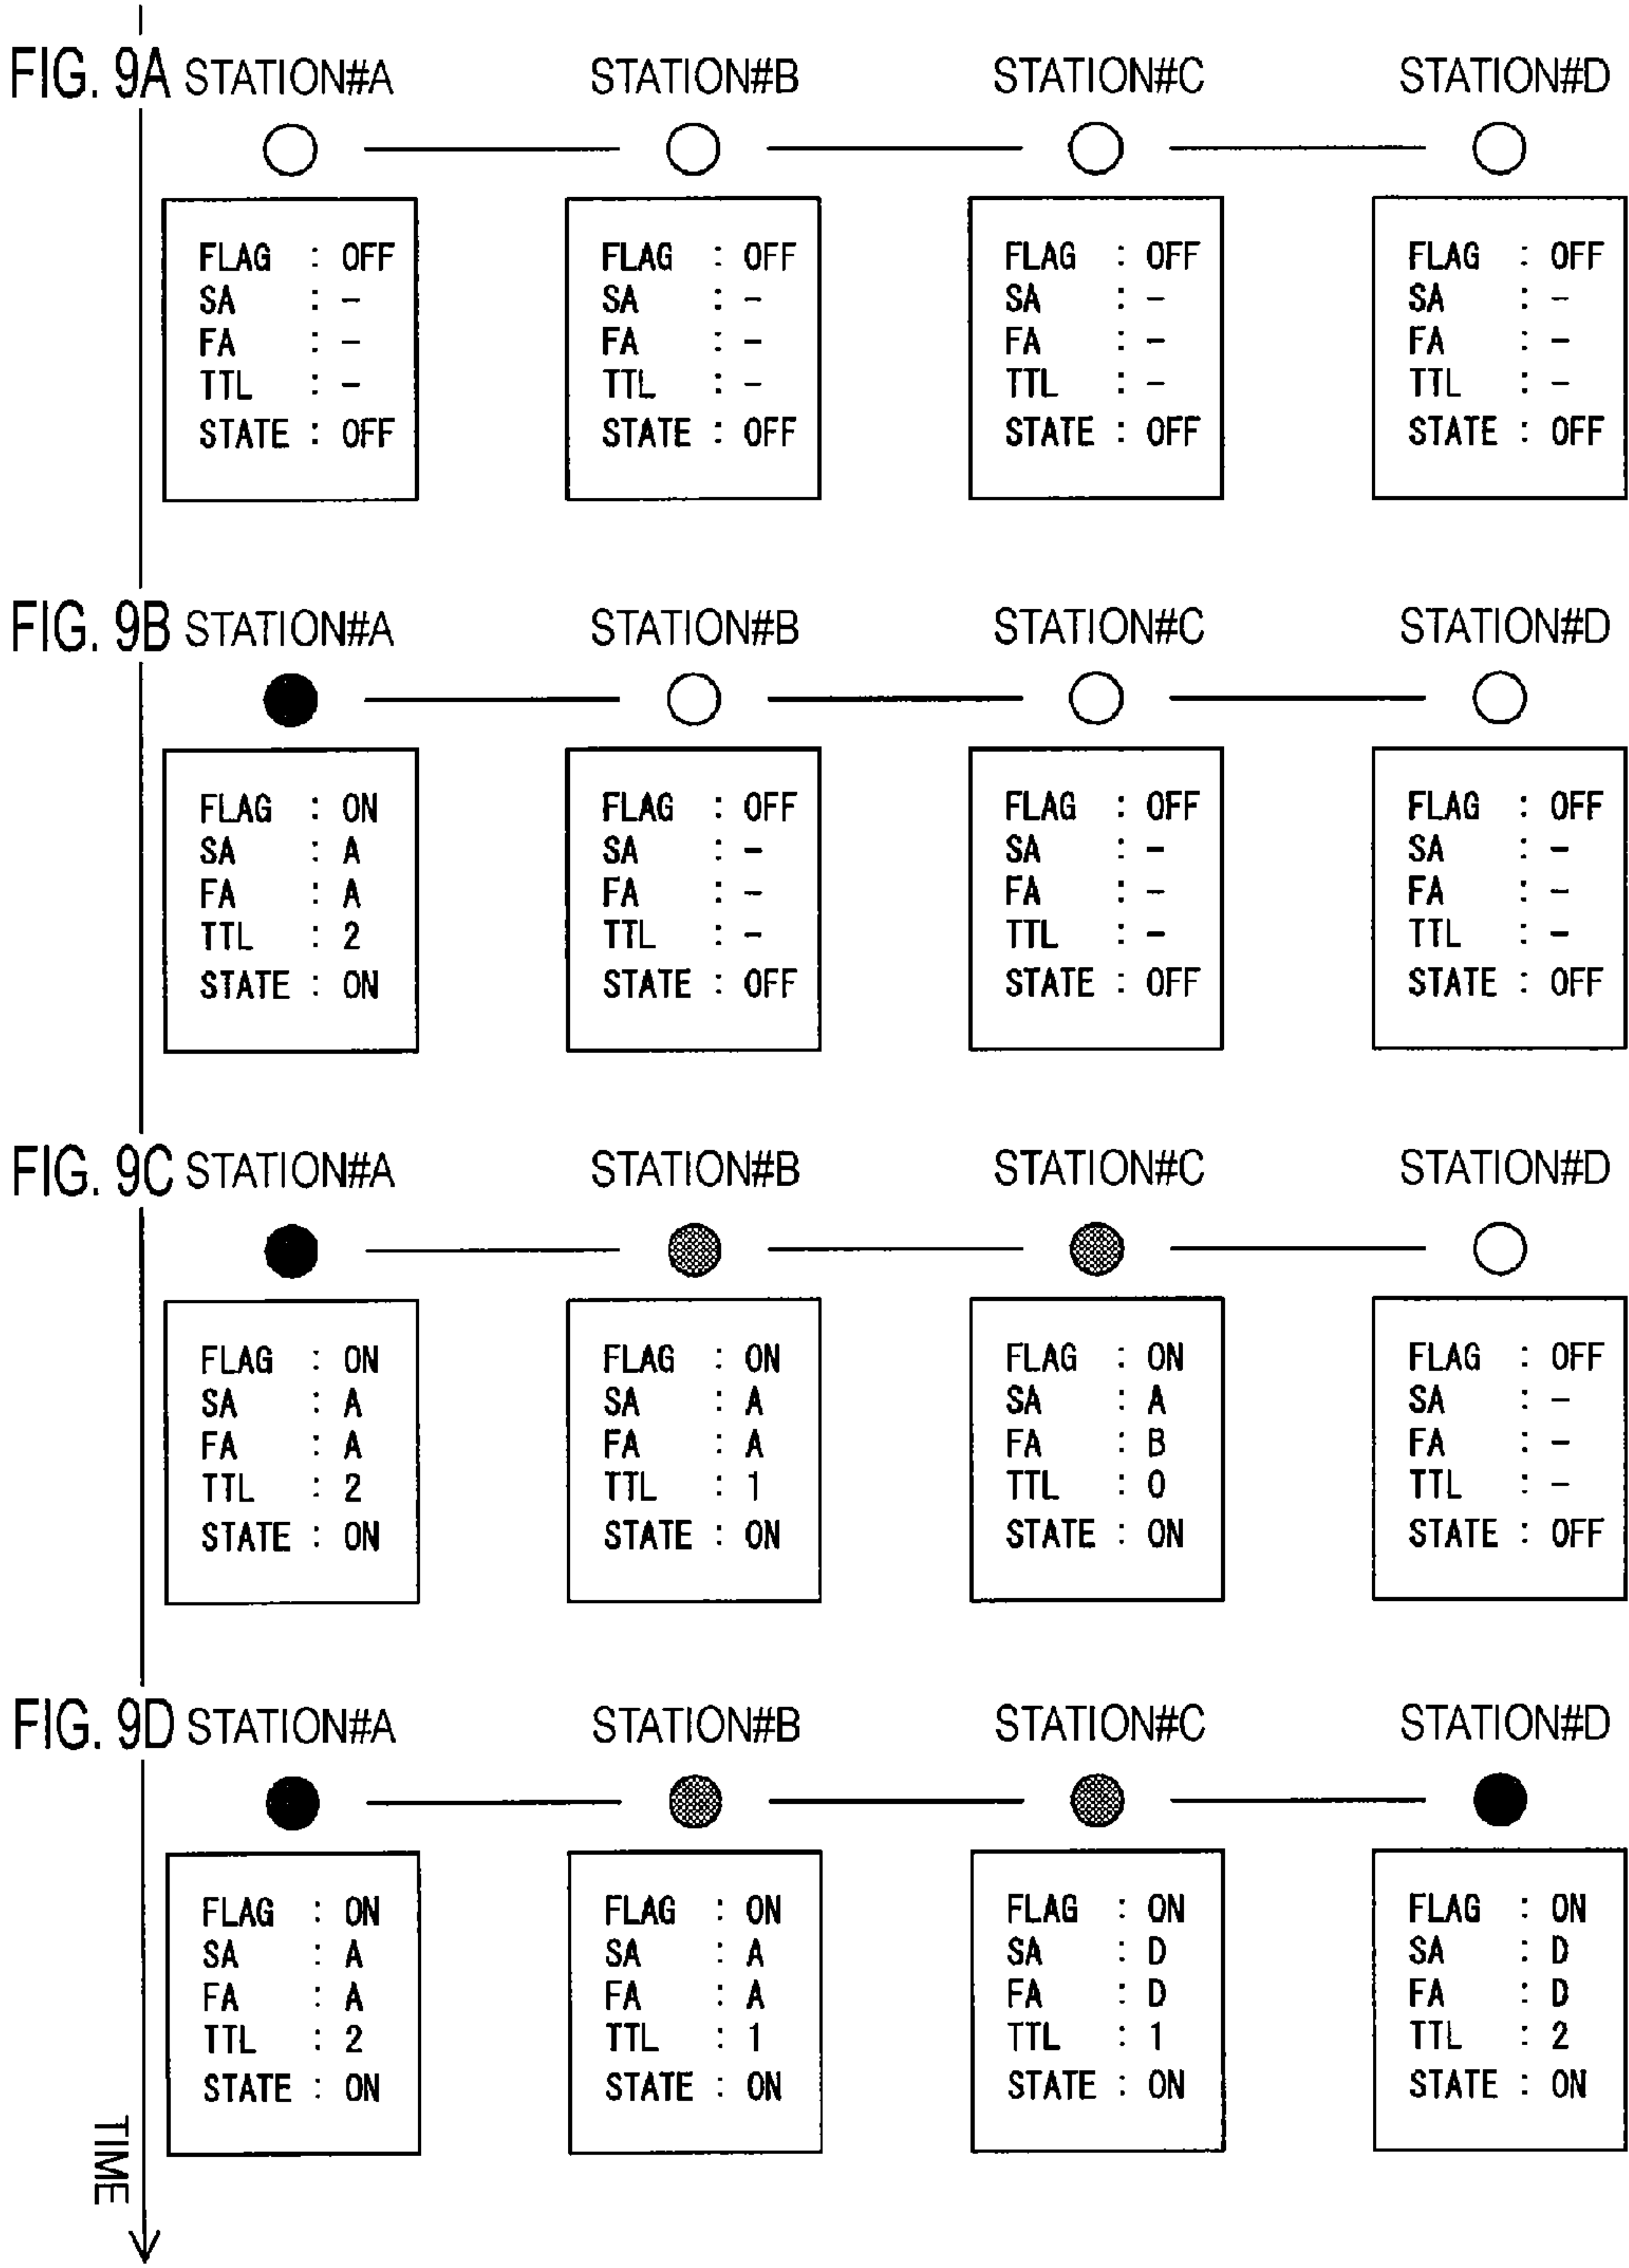 FIG. 9A STATION#A STATION#B STATION#C STATION#D
FLAG : OFF FLAG : OFF FLAG : OFF FLAG : OFF
SA : - SA : - SA : - SA : -
FA : - FA : - FA : - FA : -
TTL : - TTL : - TTL : - TTL : -
STATE : OFF STATE : OFF STATE : OFF STATE : OFF
FIG. 9B STATION#A STATION#B STATION#C STATION#D
FLAG : ON FLAG : OFF FLAG : OFF FLAG : OFF
SA : A SA : - SA : - SA : -
FA : A FA : - FA : - FA : -
TTL : 2 TTL : - TTL : - TTL : -
STATE : ON STATE : OFF STATE : OFF STATE : OFF
FIG. 9C STATION#A STATION#B STATION#C STATION#D
FLAG : ON FLAG : ON FLAG : ON FLAG : OFF
SA : A SA : A SA : A SA : -
FA : A FA : A FA : B FA : -
TTL : 2 TTL : 1 TTL : 0 TTL : -
STATE : ON STATE : ON STATE : ON STATE : OFF
FIG. 9D STATION#A STATION#B STATION#C STATION#D
FLAG : ON FLAG : ON FLAG : ON FLAG : ON
SA : A SA : A SA : D SA : D
FA : A FA : A FA : D FA : D
TTL : 2 TTL : 1 TTL : 1 TTL : 2
STATE : ON STATE : ON STATE : ON STATE : ON
TIME